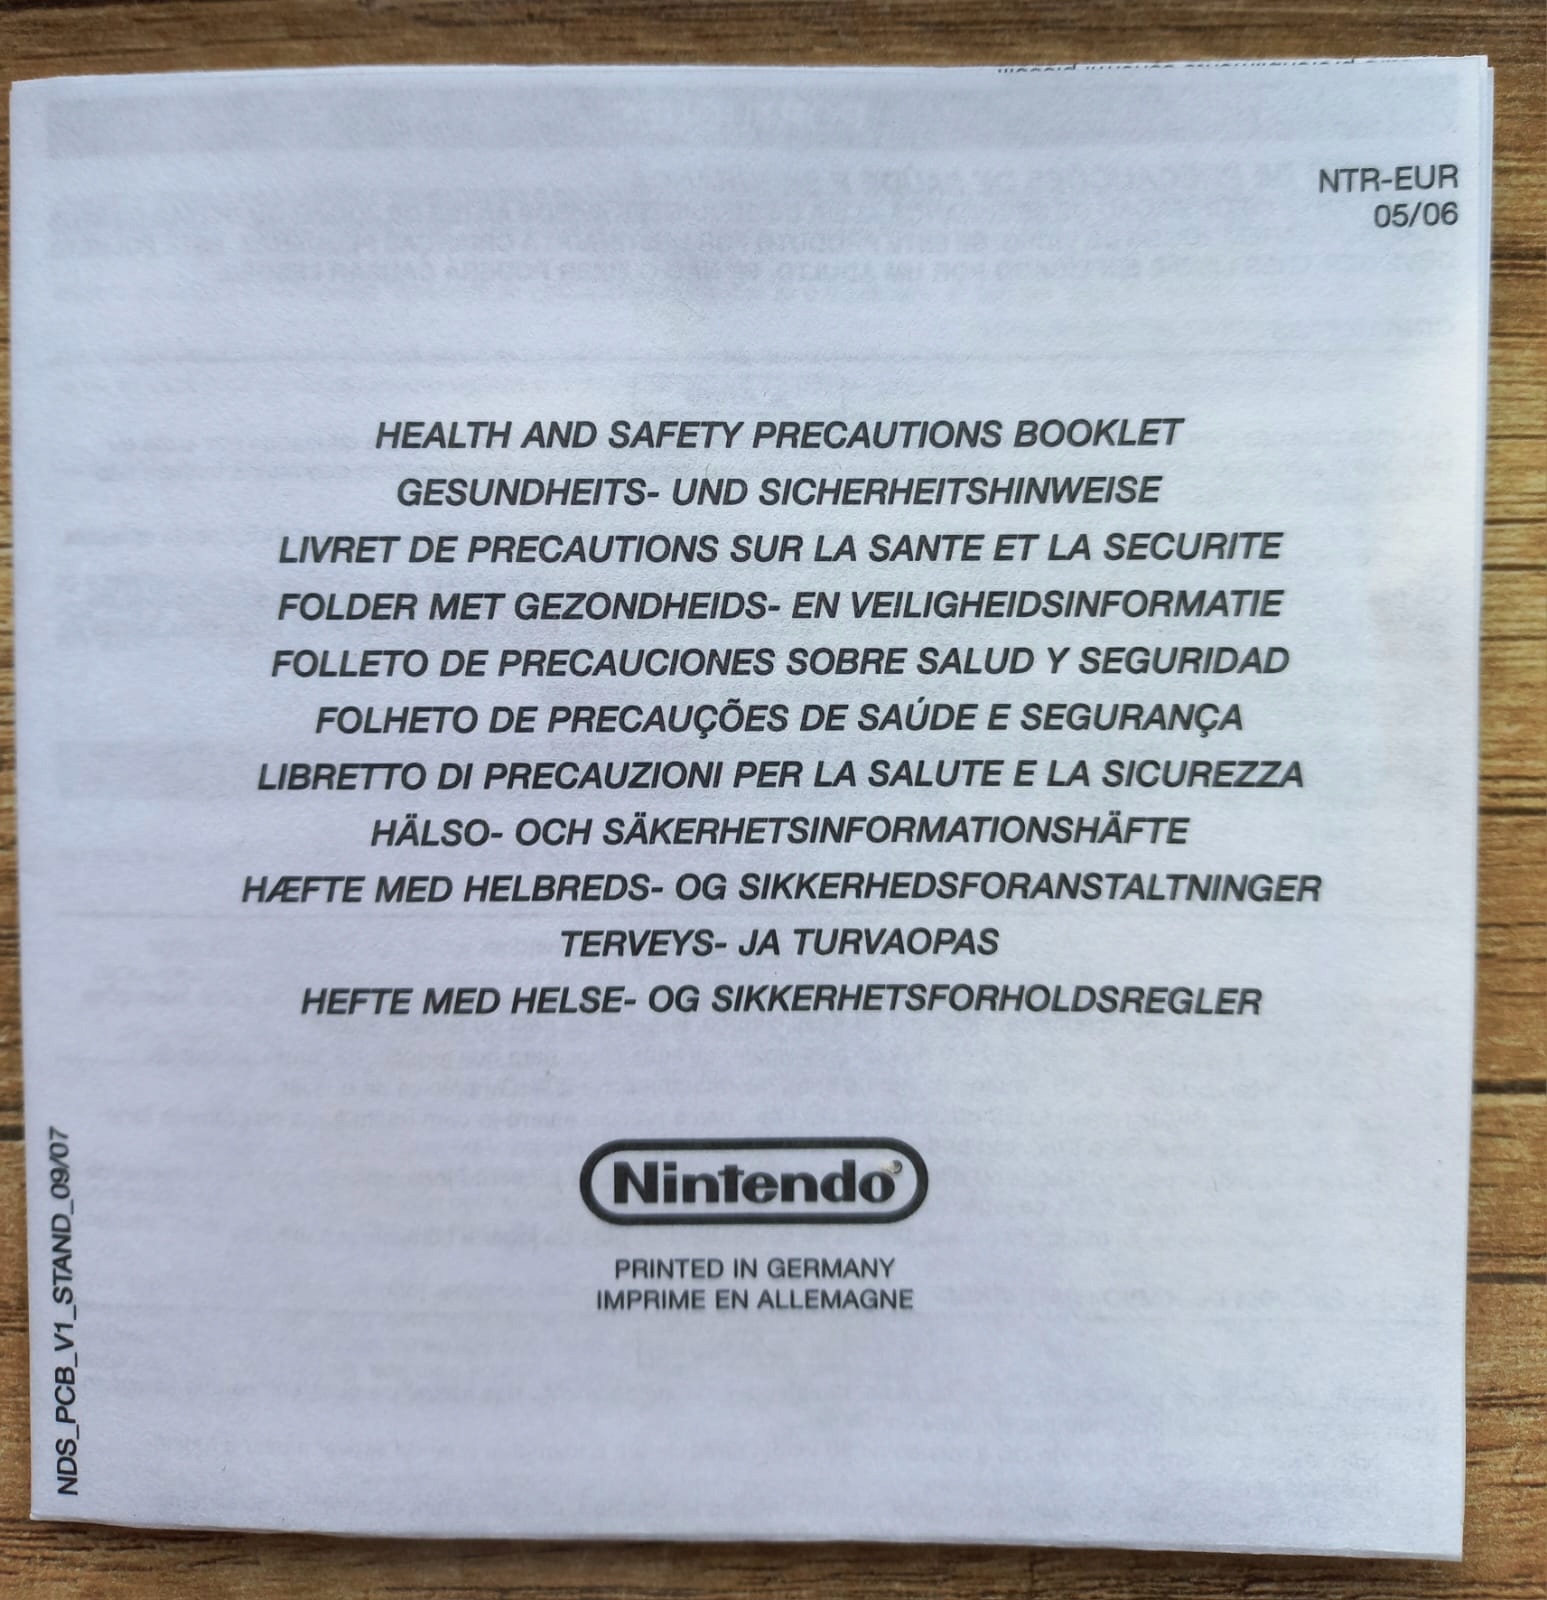 NTR-EUR
05/06
HEALTH AND SAFETY PRECAUTIONS BOOKLET
GESUNDHEITS- UND SICHERHEITSHINWEISE
LIVRET DE PRECAUTIONS SUR LA SANTE ET LA SECURITE
FOLDER MET GEZONDHEIDS- EN VEILIGHEIDSINFORMATIE
FOLLETO DE PRECAUCIONES SOBRE SALUD Y SEGURIDAD
FOLHETO DE PRECAUÇÕES DE SAÚDE E SEGURANÇA
LIBRETTO DI PRECAUZIONI PER LA SALUTE E LA SICUREZZA
HÄLSO- OCH SÄKERHETSINFORMATIONSHÄFTE
HÆFTE MED HELBREDS- OG SIKKERHEDSFORANSTALTNINGER
TERVEYS- JA TURVAOPAS
HEFTE MED HELSE- OG SIKKERHETSFORHOLDSREGLER
Nintendo®
PRINTED IN GERMANY
IMPRIME EN ALLEMAGNE
NDS_PCB_V1_STAND_09/07